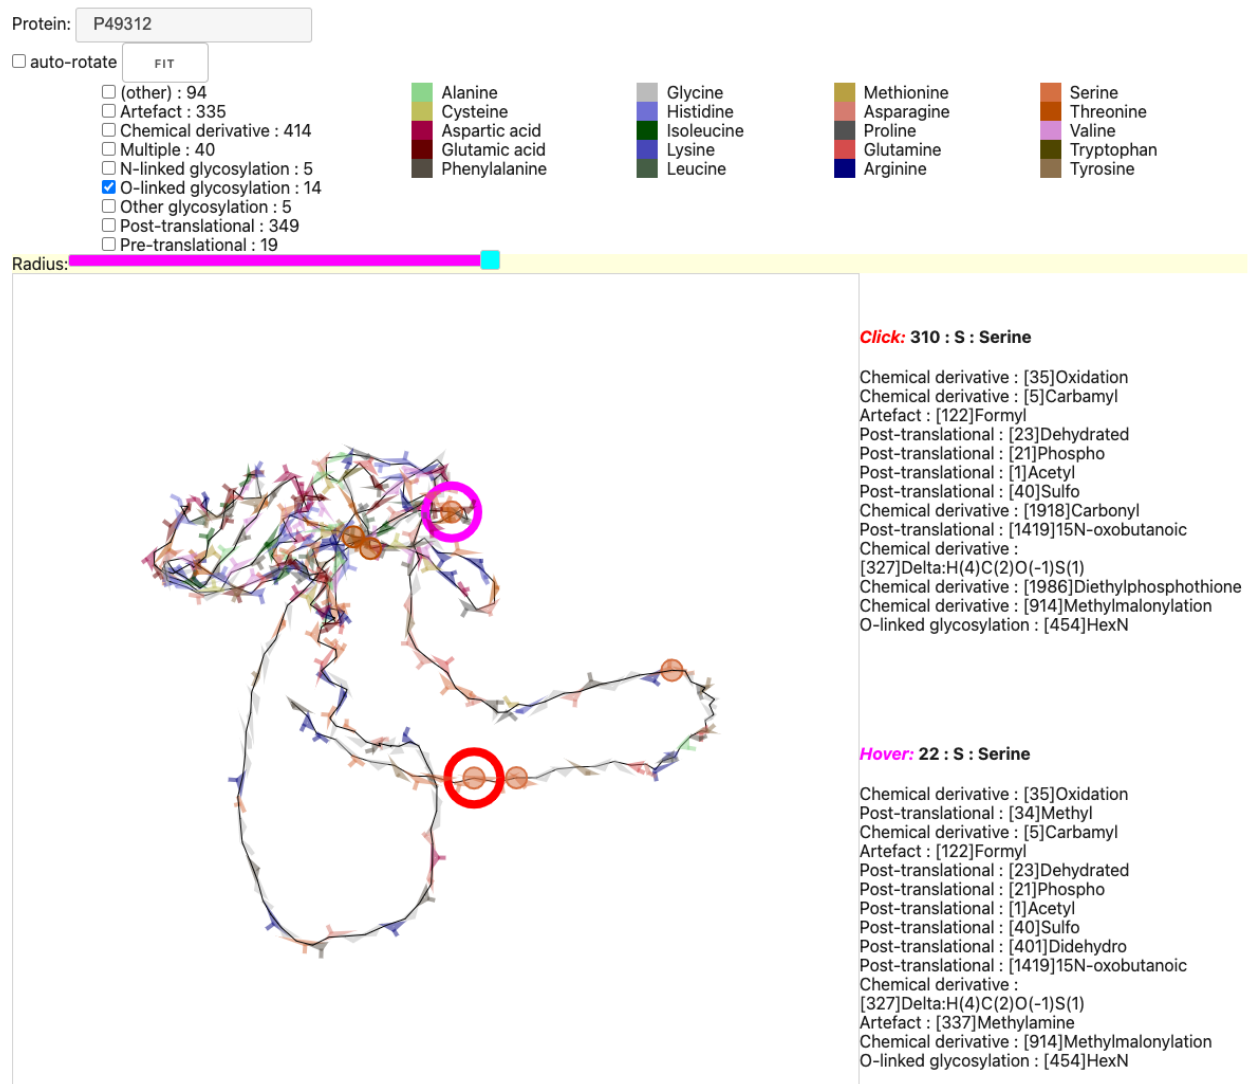 Protein: P49312
auto-rotate FIT
(other) : 94
Artefact : 335
Chemical derivative : 414
Multiple : 40
N-linked glycosylation : 5
O-linked glycosylation : 14
Other glycosylation : 5
Post-translational : 349
Pre-translational : 19
Alanine
Cysteine
Aspartic acid
Glutamic acid
Phenylalanine
Glycine
Histidine
Isoleucine
Lysine
Leucine
Methionine
Asparagine
Proline
Glutamine
Arginine
Serine
Threonine
Valine
Tryptophan
Tyrosine
Radius:
Click: 310 : S : Serine
Chemical derivative : [35]Oxidation
Chemical derivative : [5]Carbamyl
Artefact : [122]Formyl
Post-translational : [23]Dehydrated
Post-translational : [21]Phospho
Post-translational : [1]Acetyl
Post-translational : [40]Sulfo
Chemical derivative : [1918]Carbonyl
Post-translational : [1419]15N-oxobutanoic
Chemical derivative :
[327]Delta:H(4)C(2)O(-1)S(1)
Chemical derivative : [1986]Diethylphosphothione
Chemical derivative : [914]Methylmalonylation
O-linked glycosylation : [454]HexN
Hover: 22 : S : Serine
Chemical derivative : [35]Oxidation
Post-translational : [34]Methyl
Chemical derivative : [5]Carbamyl
Artefact : [122]Formyl
Post-translational : [23]Dehydrated
Post-translational : [21]Phospho
Post-translational : [1]Acetyl
Post-translational : [40]Sulfo
Post-translational : [401]Didehydro
Post-translational : [1419]15N-oxobutanoic
Chemical derivative :
[327]Delta:H(4)C(2)O(-1)S(1)
Artefact : [337]Methylamine
Chemical derivative : [914]Methylmalonylation
O-linked glycosylation : [454]HexN